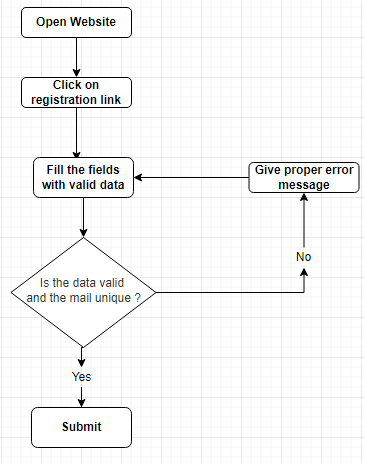 Open Website
Click on
registration link
Fill the fields
with valid data
Give proper error
message
Is the data valid
and the mail unique ?
No
Yes
Submit